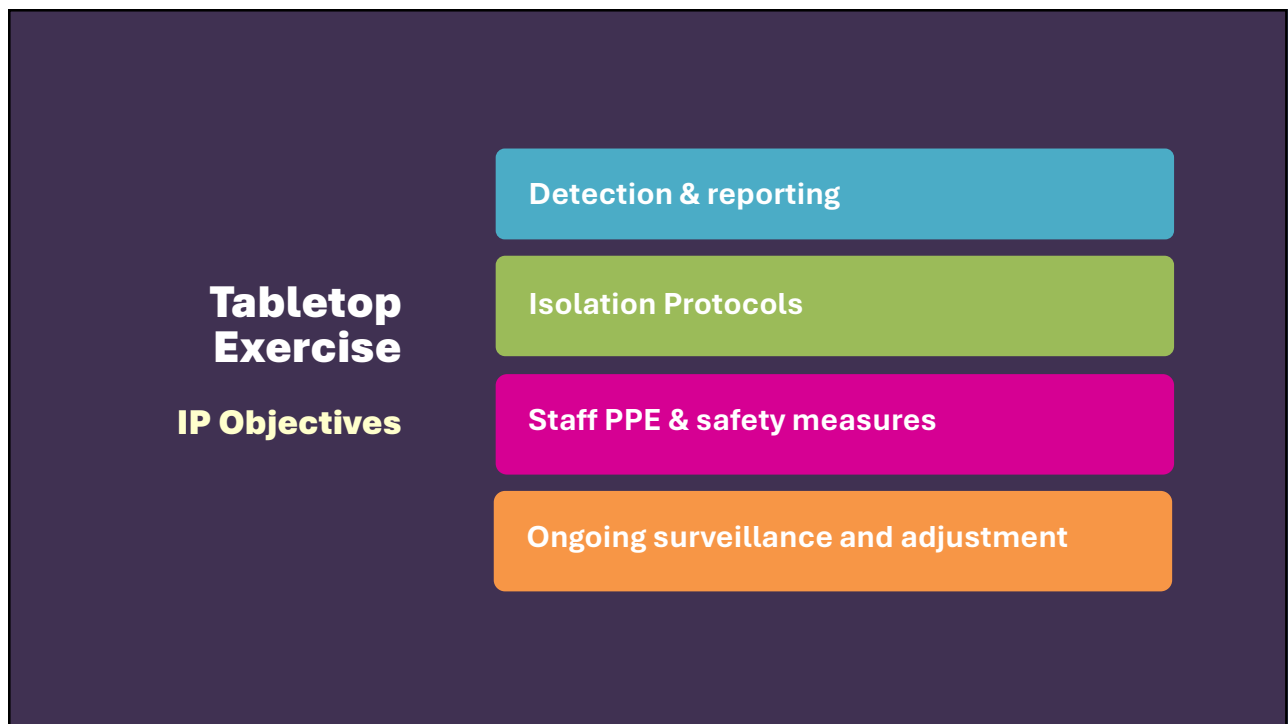 Tabletop
Exercise
IP Objectives
Detection & reporting
Isolation Protocols
Staff PPE & safety measures
Ongoing surveillance and adjustment